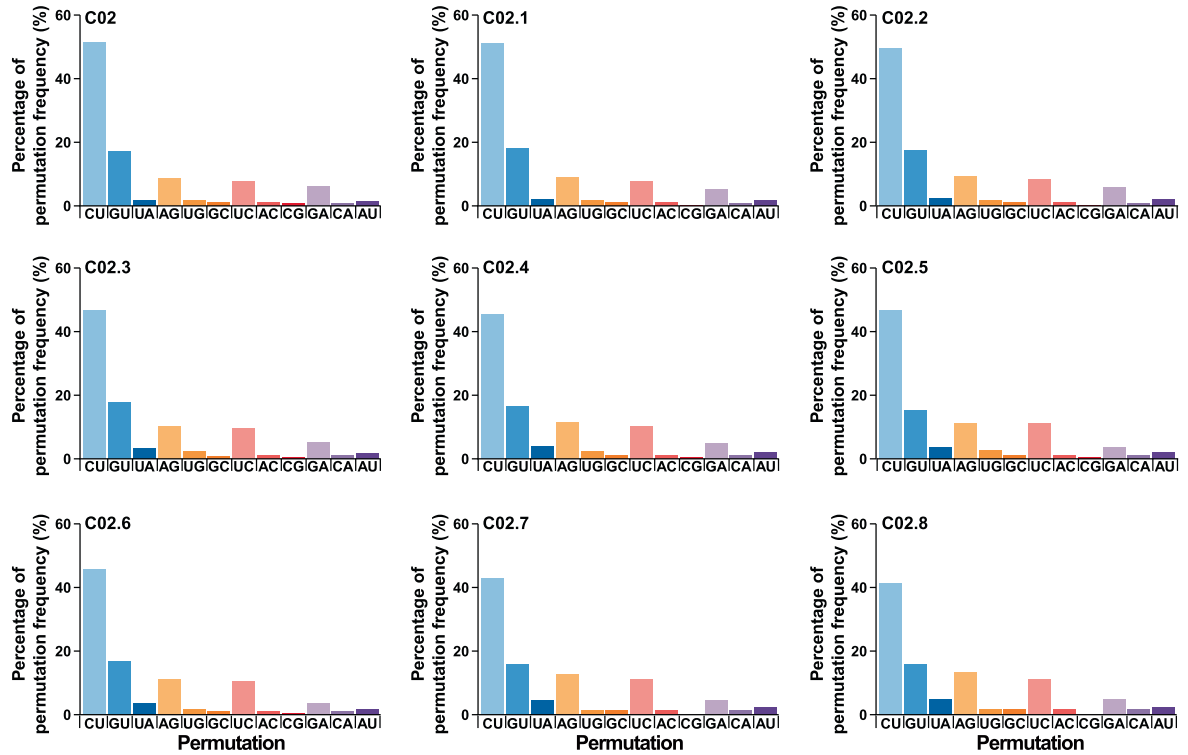 Percentage of
permutation frequency (%)
C02
60
40
20
0
CU GU UA AG UG GC UC AC CG GA CA AU
Percentage of
permutation frequency (%)
C02.1
60
40
20
0
CU GU UA AG UG GC UC AC CG GA CA AU
Percentage of
permutation frequency (%)
C02.2
60
40
20
0
CU GU UA AG UG GC UC AC CG GA CA AU
Percentage of
permutation frequency (%)
C02.3
60
40
20
0
CU GU UA AG UG GC UC AC CG GA CA AU
Percentage of
permutation frequency (%)
C02.4
60
40
20
0
CU GU UA AG UG GC UC AC CG GA CA AU
Percentage of
permutation frequency (%)
C02.5
60
40
20
0
CU GU UA AG UG GC UC AC CG GA CA AU
Percentage of
permutation frequency (%)
C02.6
60
40
20
0
CU GU UA AG UG GC UC AC CG GA CA AU
Permutation
Percentage of
permutation frequency (%)
C02.7
60
40
20
0
CU GU UA AG UG GC UC AC CG GA CA AU
Permutation
Percentage of
permutation frequency (%)
C02.8
60
40
20
0
CU GU UA AG UG GC UC AC CG GA CA AU
Permutation